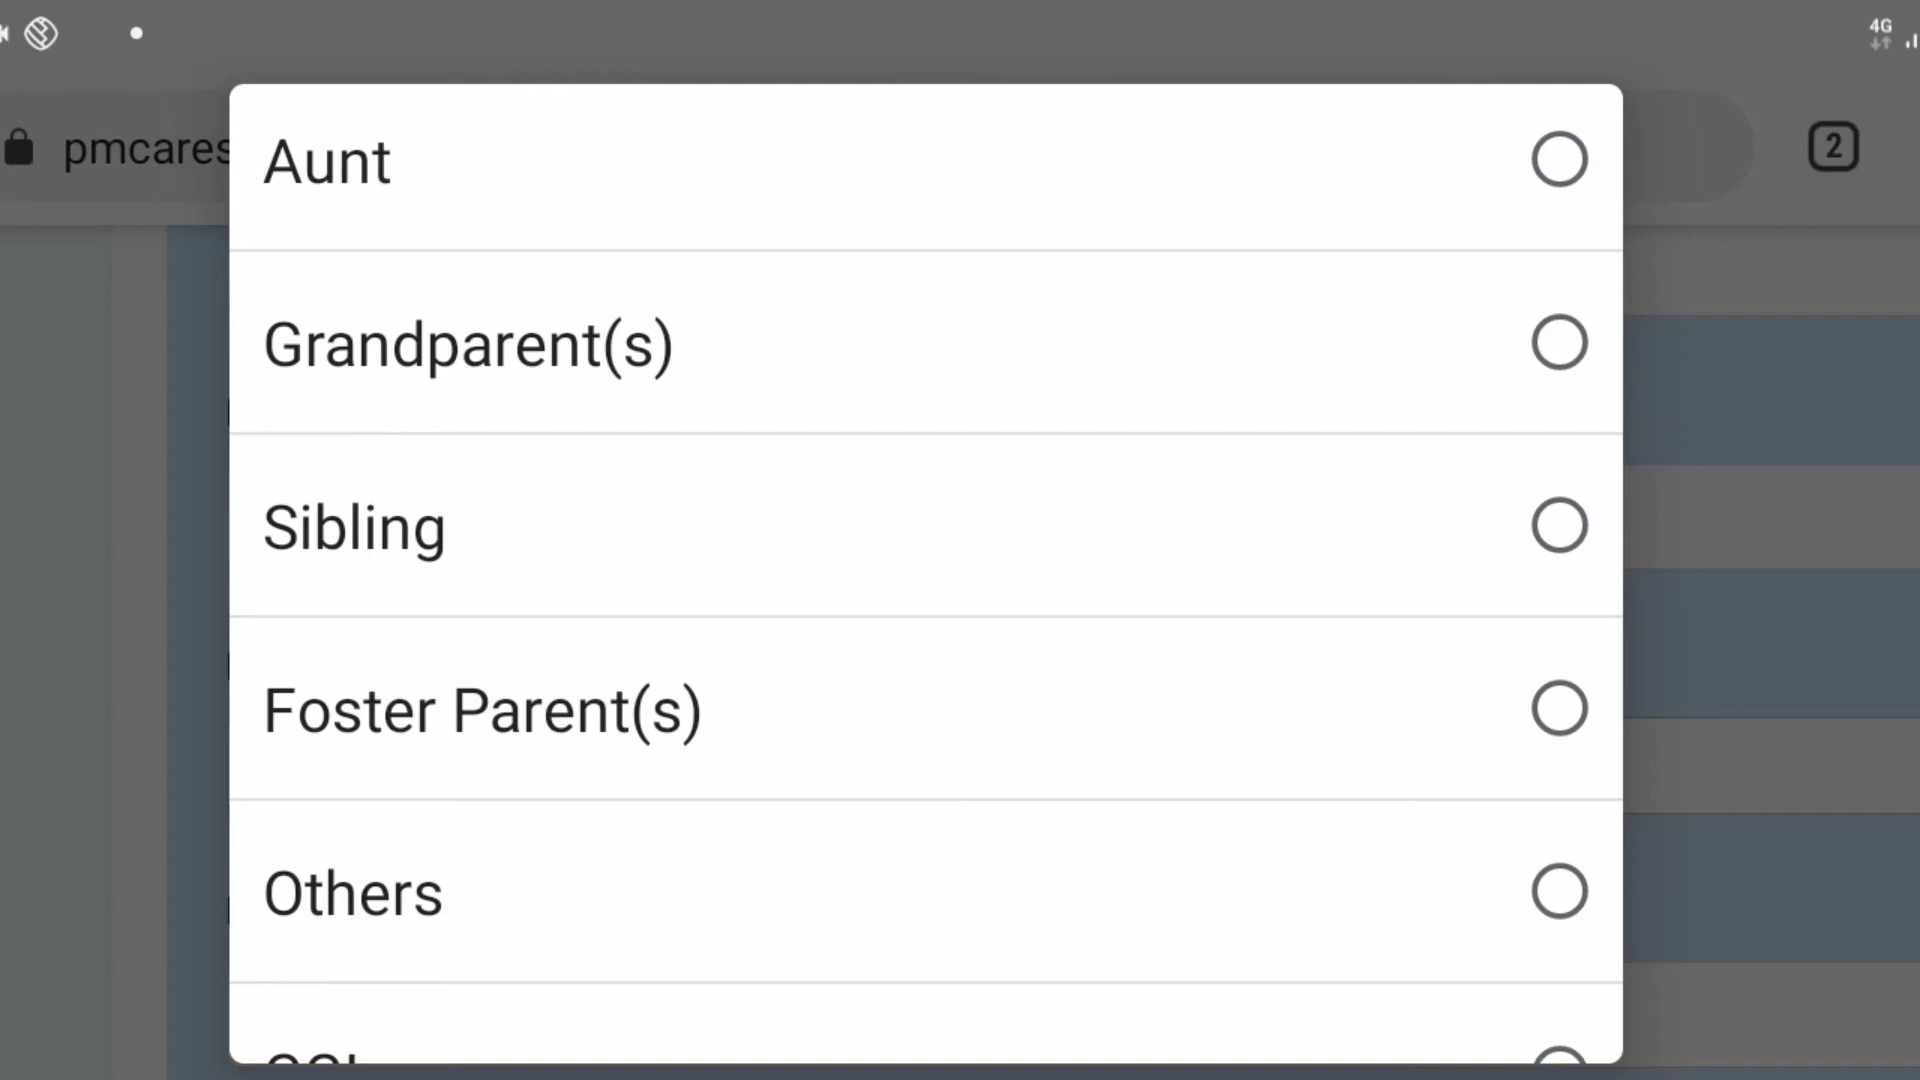 4G
pmcares
2
Aunt
Grandparent(s)
Sibling
Foster Parent(s)
Others